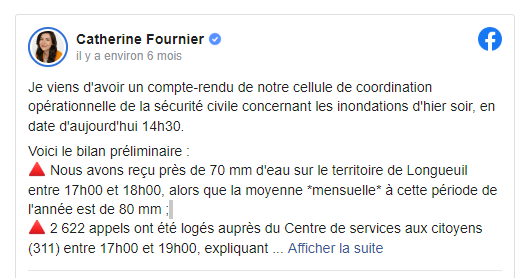 Catherine Fournier
il y a environ 6 mois
Je viens d'avoir un compte-rendu de notre cellule de coordination
opérationnelle de la sécurité civile concernant les inondations d'hier soir, en
date d'aujourd'hui 14h30.
Voici le bilan préliminaire :
🔺 Nous avons reçu près de 70 mm d'eau sur le territoire de Longueuil
entre 17h00 et 18h00, alors que la moyenne *mensuelle* à cette période de
l'année est de 80 mm ;
🔺 2 622 appels ont été logés auprès du Centre de services aux citoyens
(311) entre 17h00 et 19h00, expliquant ... Afficher la suite